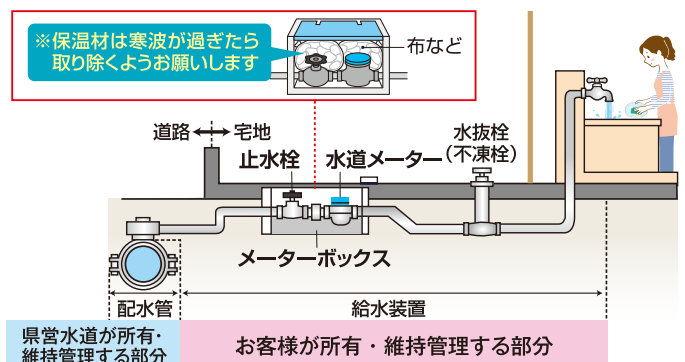 ※保温材は寒波が過ぎたら
取り除くようお願いします
布など
道路
宅地
止水栓
水道メーター
水抜栓
(不凍栓)
メーターボックス
配水管
給水装置
県営水道が所有・
維持管理する部分
お客様が所有・維持管理する部分